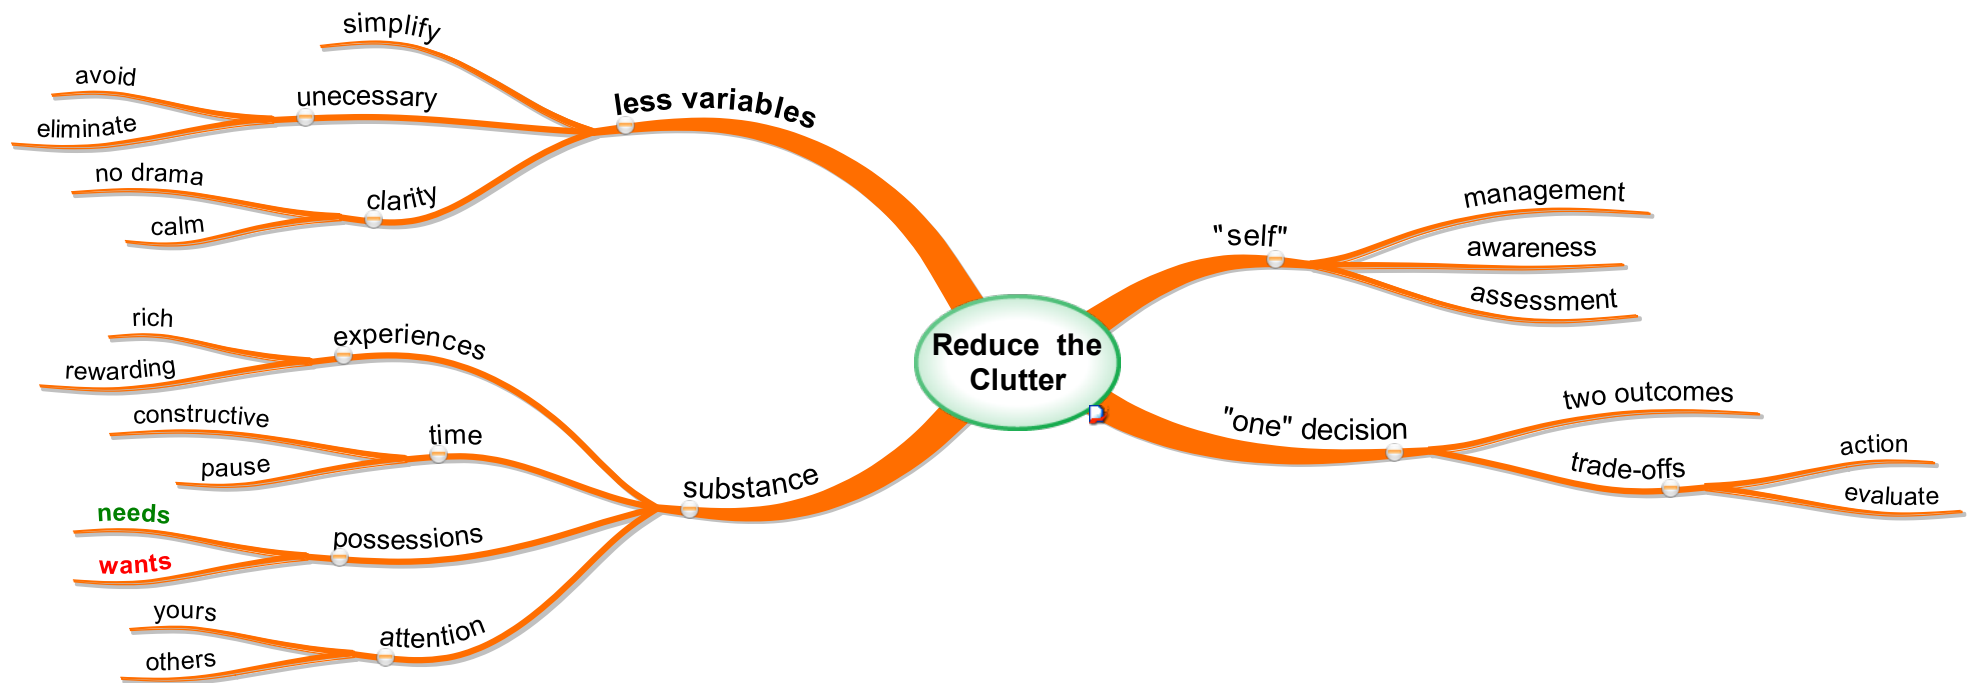 Reduce the
Clutter
less variables
simplify
unecessary
avoid
eliminate
clarity
no drama
calm
"self"
management
awareness
assessment
"one" decision
two outcomes
trade-offs
action
evaluate
substance
experiences
rich
rewarding
time
constructive
pause
possessions
needs
wants
attention
yours
others